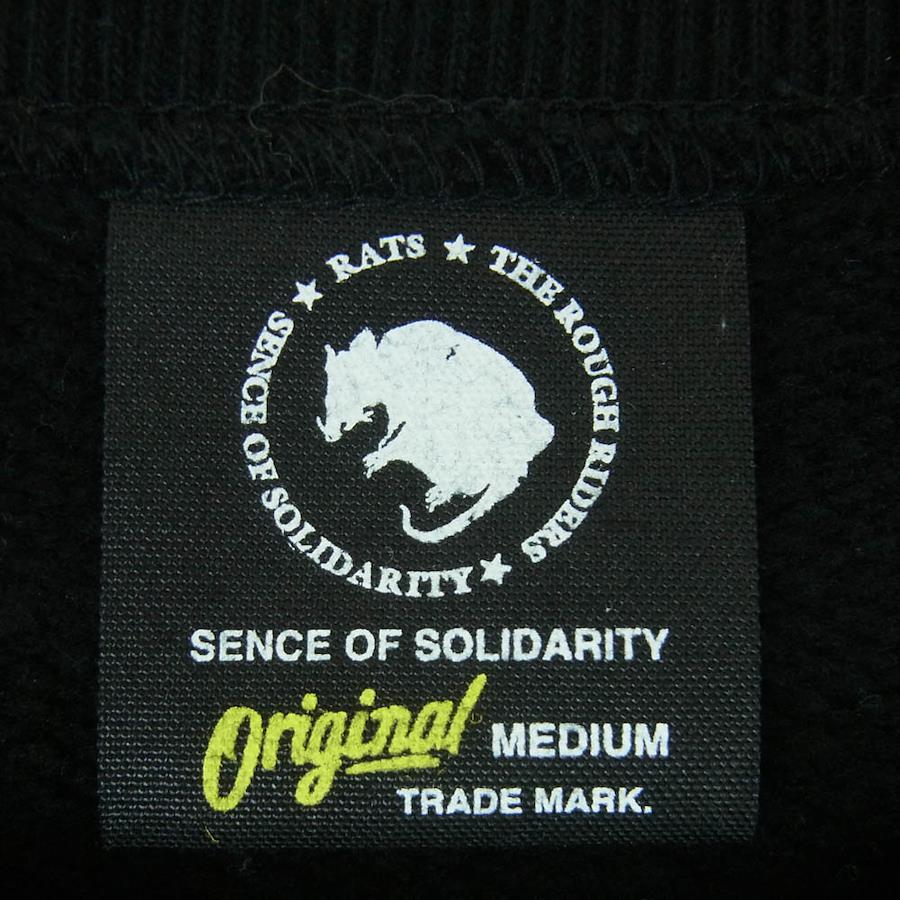 ★ RATS ★ THE ROUGH RIDERS ★ SENCE OF SOLIDARITY
SENCE OF SOLIDARITY
Original MEDIUM
TRADE MARK.